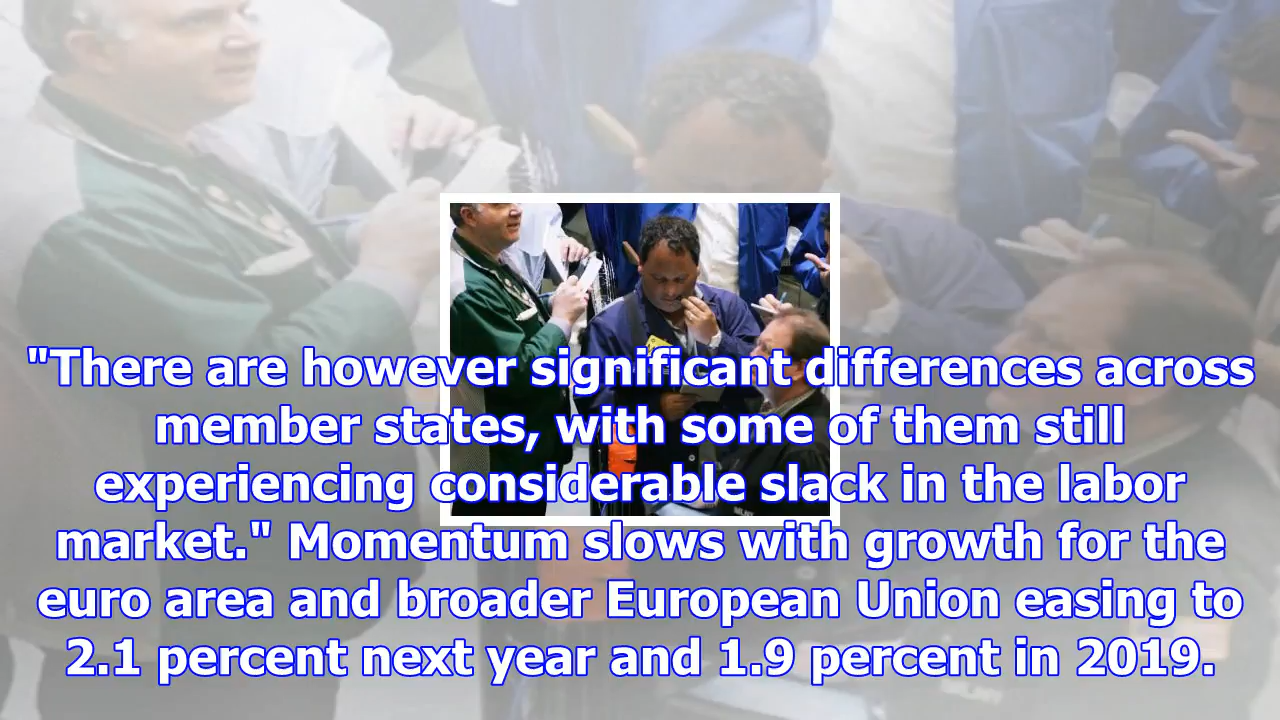 "There are however significant differences across
member states, with some of them still
experiencing considerable slack in the labor
market." Momentum slows with growth for the
euro area and broader European Union easing to
2.1 percent next year and 1.9 percent in 2019.